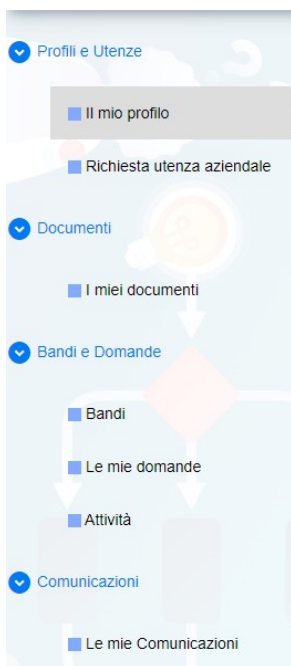 Profili e Utenze
Il mio profilo
Richiesta utenza aziendale
Documenti
I miei documenti
Bandi e Domande
Bandi
Le mie domande
Attività
Comunicazioni
Le mie Comunicazioni